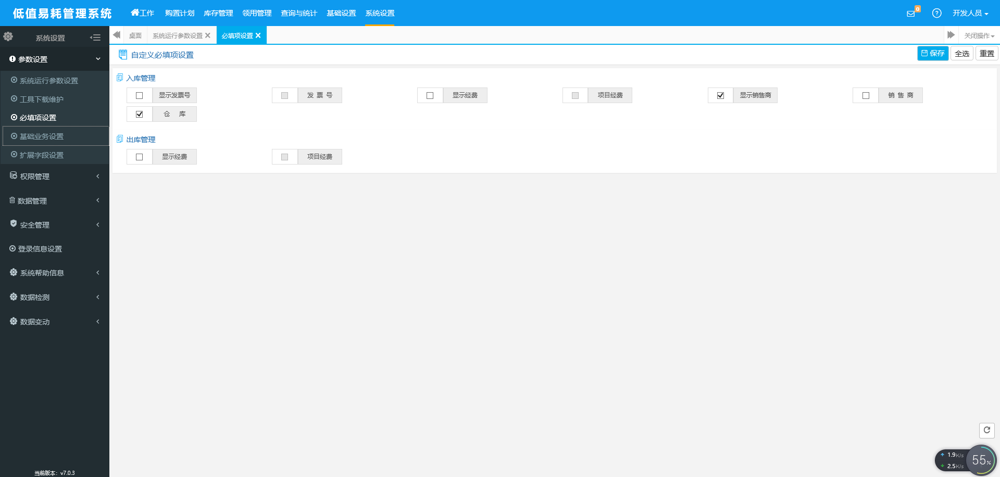 低值易耗管理系统
工作 购置计划 库存管理 领用管理 查询与统计 基础设置 系统设置
0
开发人员
系统设置
桌面 系统运行参数设置 必填项设置 关闭操作
自定义必填项设置
保存 全选 重置
参数设置
系统运行参数设置
工具下载维护
必填项设置
基础业务设置
扩展字段设置
权限管理
数据管理
安全管理
登录信息设置
系统帮助信息
数据检测
数据变动
当前版本：v7.0.3
入库管理
显示发票号 发 票 号 显示经费 项目经费 显示销售商 销 售 商
仓 库
出库管理
显示经费 项目经费
1.9K/s
2.5K/s
55%